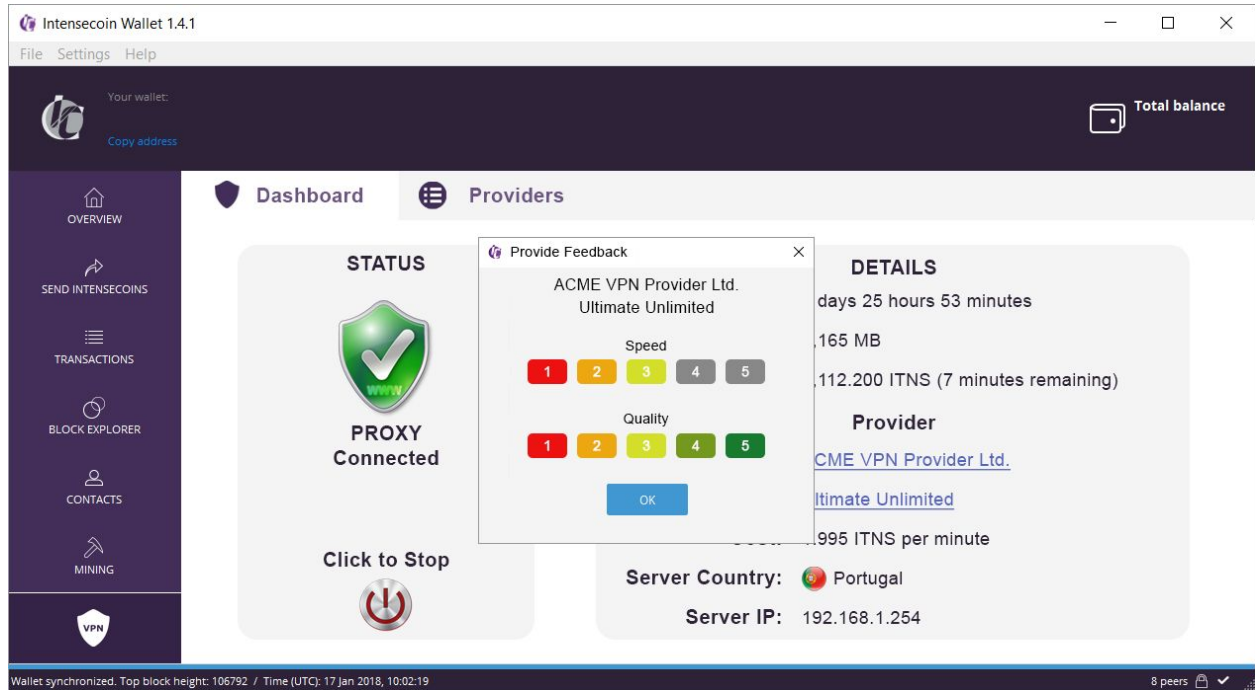 Intensecoin Wallet 1.4.1
File Settings Help
Your wallet:
Copy address
Total balance
OVERVIEW
SEND INTENSECOINS
TRANSACTIONS
BLOCK EXPLORER
CONTACTS
MINING
VPN
Dashboard
Providers
STATUS
WWW
PROXY
Connected
Click to Stop
Provide Feedback
ACME VPN Provider Ltd.
Ultimate Unlimited
Speed
1 2 3 4 5
Quality
1 2 3 4 5
OK
DETAILS
days 25 hours 53 minutes
,165 MB
,112.200 ITNS (7 minutes remaining)
Provider
CME VPN Provider Ltd.
ltimate Unlimited
.995 ITNS per minute
Server Country: Portugal
Server IP: 192.168.1.254
Wallet synchronized. Top block height: 106792 / Time (UTC): 17 Jan 2018, 10:02:19
8 peers